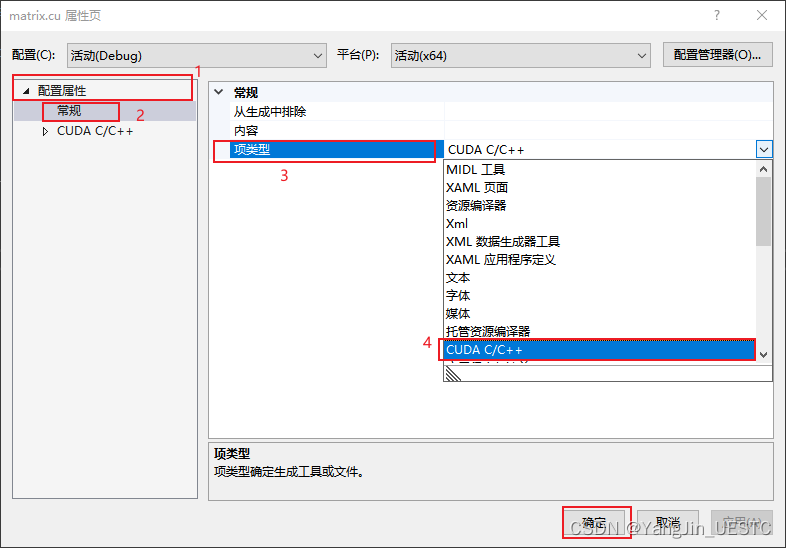 matrix.cu 属性页
配置(C): 活动(Debug) 平台(P): 活动(x64) 配置管理器(O)...
配置属性 1
常规 2
CUDA C/C++
常规
从生成中排除
内容
项类型 CUDA C/C++
3
MIDL 工具
XAML 页面
资源编译器
Xml
XML 数据生成器工具
XAML 应用程序定义
文本
字体
媒体
托管资源编译器
4 CUDA C/C++
项类型
项类型确定生成工具或文件。
确定 取消
CSDN @YangJin_UESTC